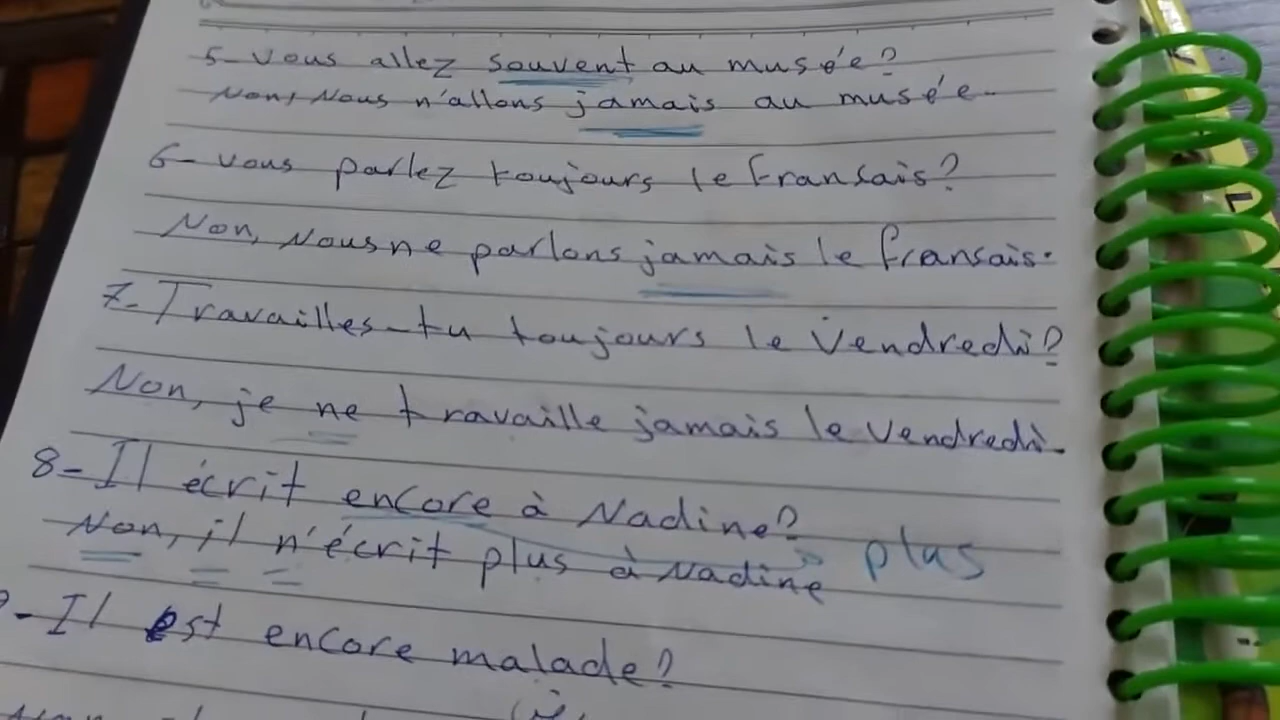 5- Vous allez souvent au musée?
Non, Nous n'allons jamais au musée.
6- Vous parlez toujours le fransais?
Non, Nous ne parlons jamais le fransais.
7- Travailles-tu toujours le Vendredi?
Non, je ne travaille jamais le Vendredi.
8- Il écrit encore à Nadine? plus
Non, il n'écrit plus à Nadine
9- Il est encore malade?